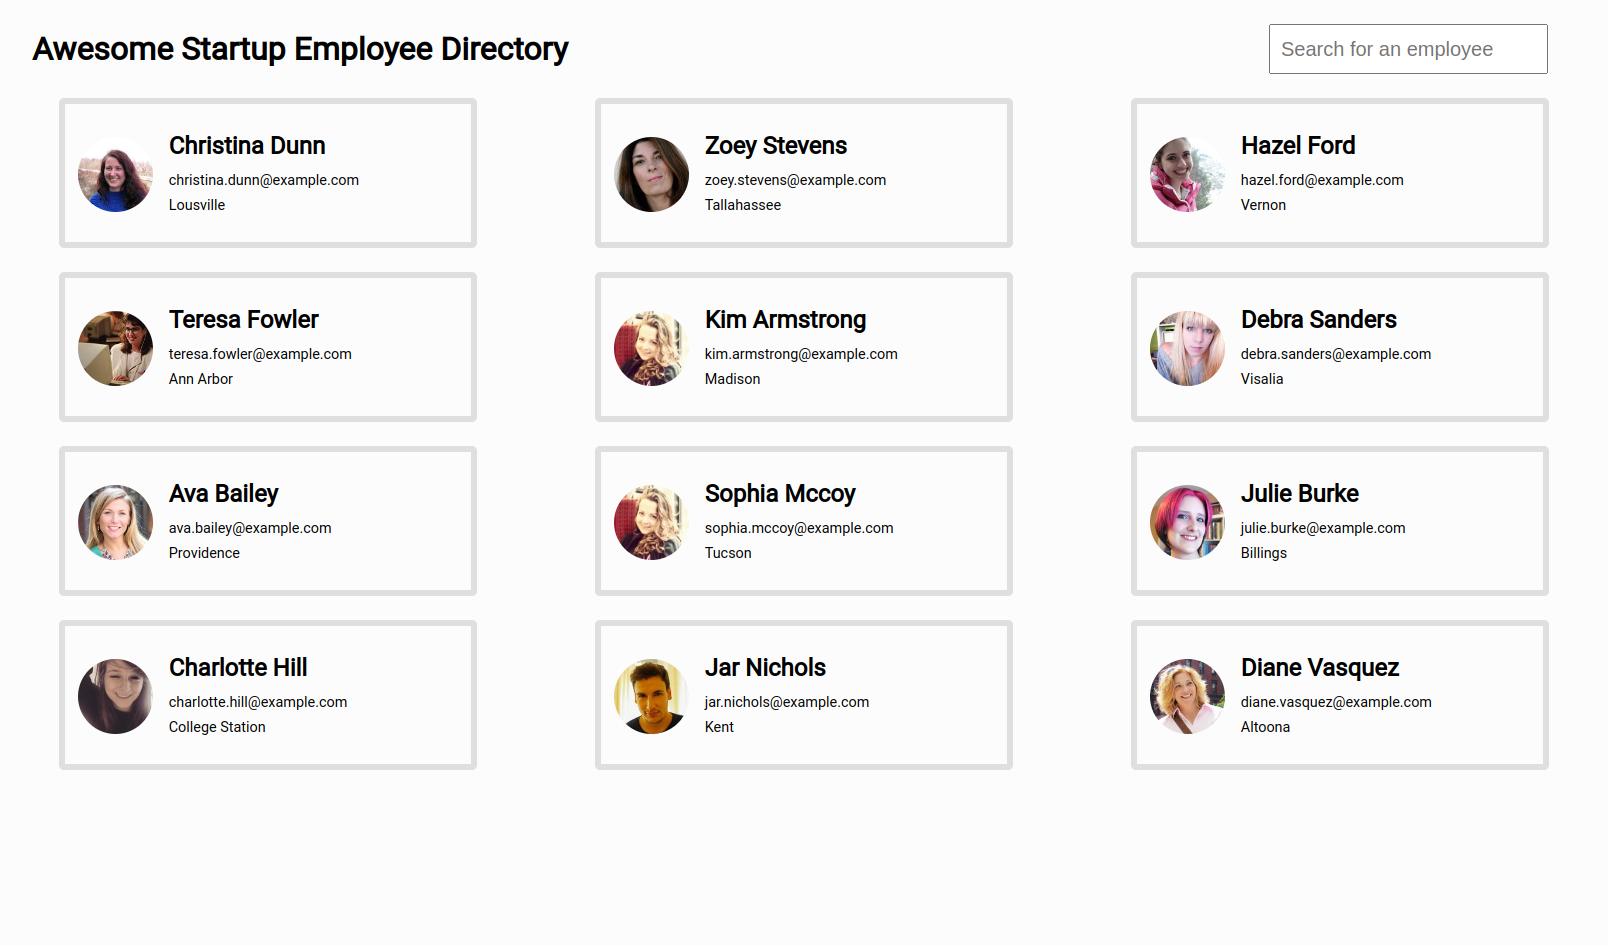 Awesome Startup Employee Directory
Search for an employee
Christina Dunn
christina.dunn@example.com
Lousville
Zoey Stevens
zoey.stevens@example.com
Tallahassee
Hazel Ford
hazel.ford@example.com
Vernon
Teresa Fowler
teresa.fowler@example.com
Ann Arbor
Kim Armstrong
kim.armstrong@example.com
Madison
Debra Sanders
debra.sanders@example.com
Visalia
Ava Bailey
ava.bailey@example.com
Providence
Sophia Mccoy
sophia.mccoy@example.com
Tucson
Julie Burke
julie.burke@example.com
Billings
Charlotte Hill
charlotte.hill@example.com
College Station
Jar Nichols
jar.nichols@example.com
Kent
Diane Vasquez
diane.vasquez@example.com
Altoona